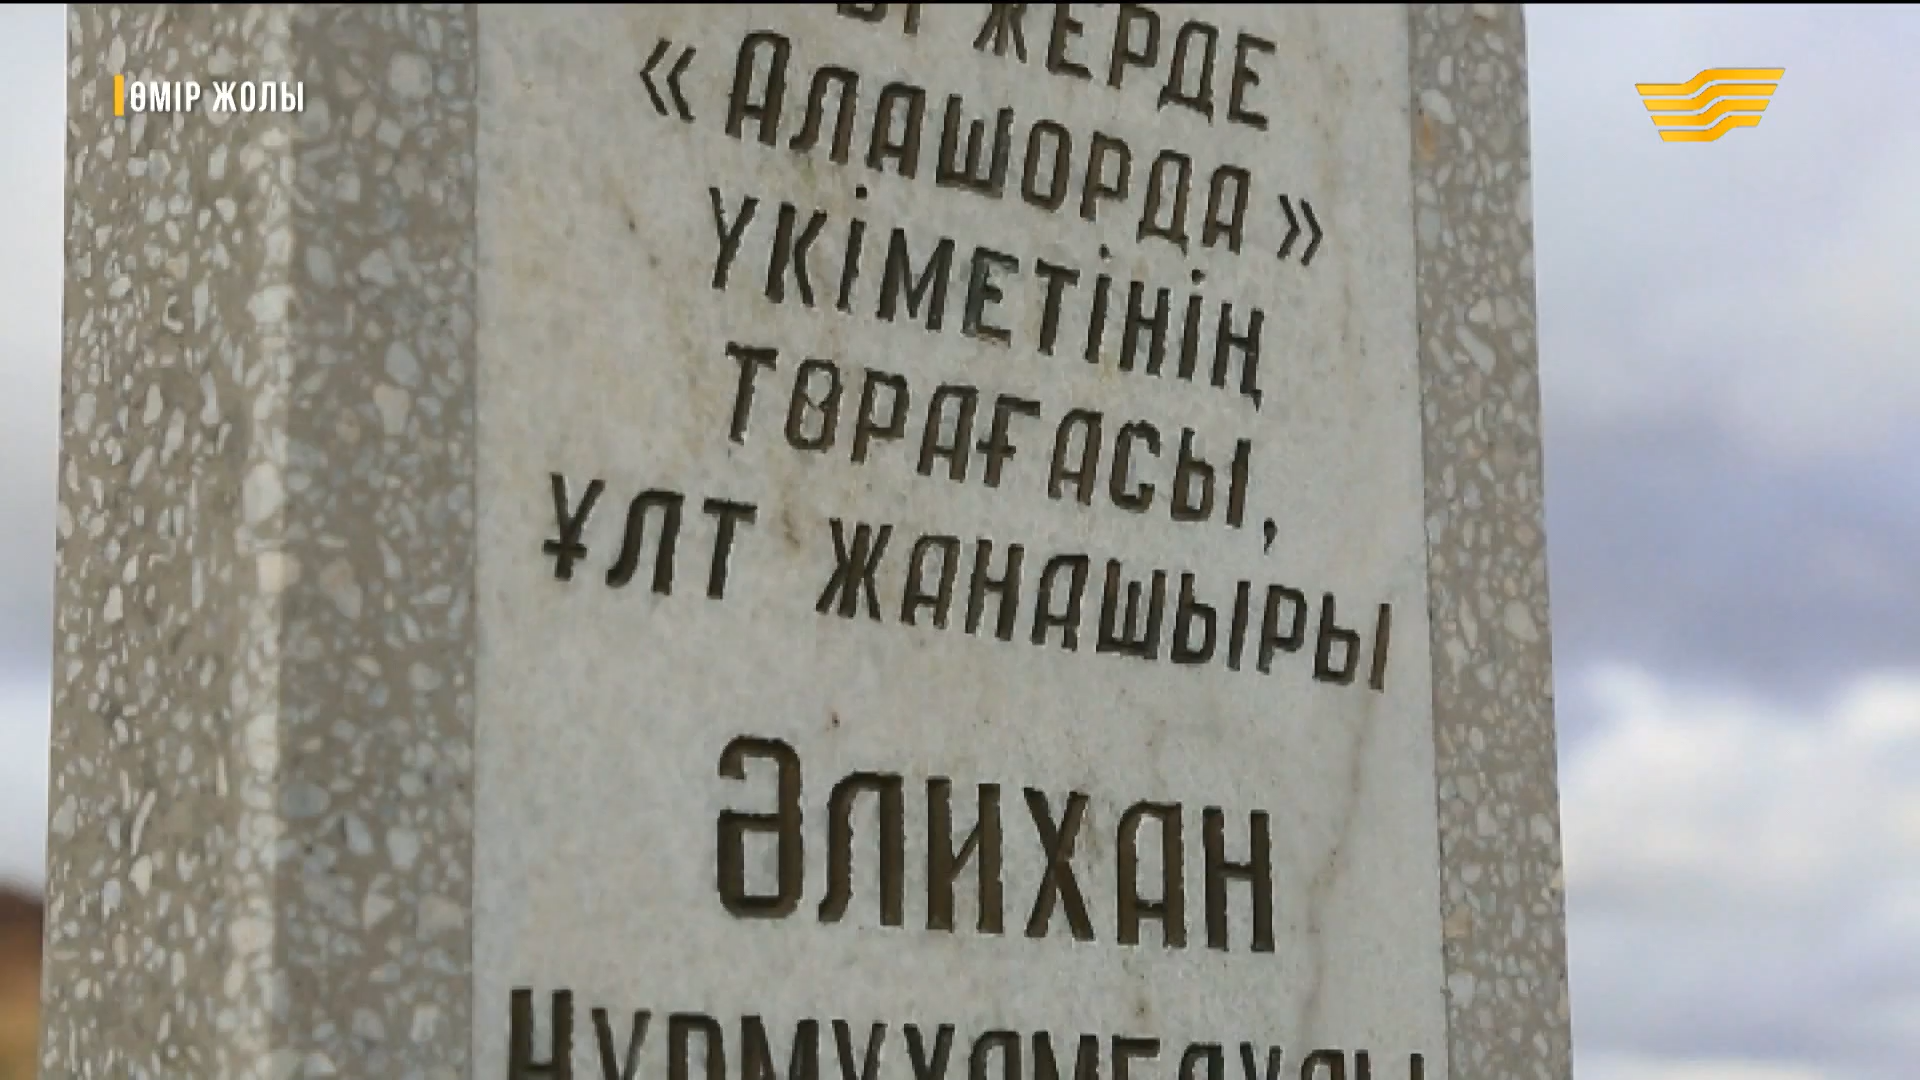 ӨМІР ЖОЛЫ
ЖЕРДЕ
«АЛАШОРДА»
ҮКІМЕТІНІҢ
ТӨРАҒАСЫ,
ҰЛТ ЖАНАШЫРЫ
ӘЛИХАН